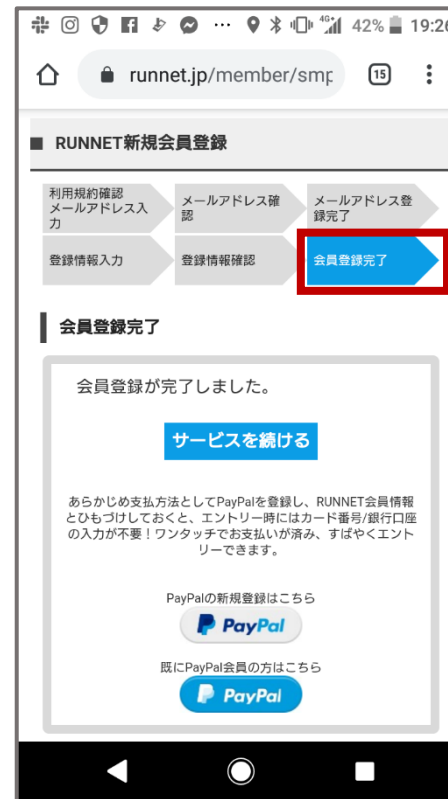 42% 19:26
runnet.jp/member/smp
15
■ RUNNET新規会員登録
利用規約確認
メールアドレス入
力
メールアドレス確
認
メールアドレス登
録完了
登録情報入力
登録情報確認
会員登録完了
会員登録完了
会員登録が完了しました。
サービスを続ける
あらかじめ支払方法としてPayPalを登録し、RUNNET会員情報
とひもづけしておくと、エントリー時にはカード番号/銀行口座
の入力が不要！ワンタッチでお支払いが済み、すばやくエント
リーできます。
PayPalの新規登録はこちら
PayPal
既にPayPal会員の方はこちら
PayPal